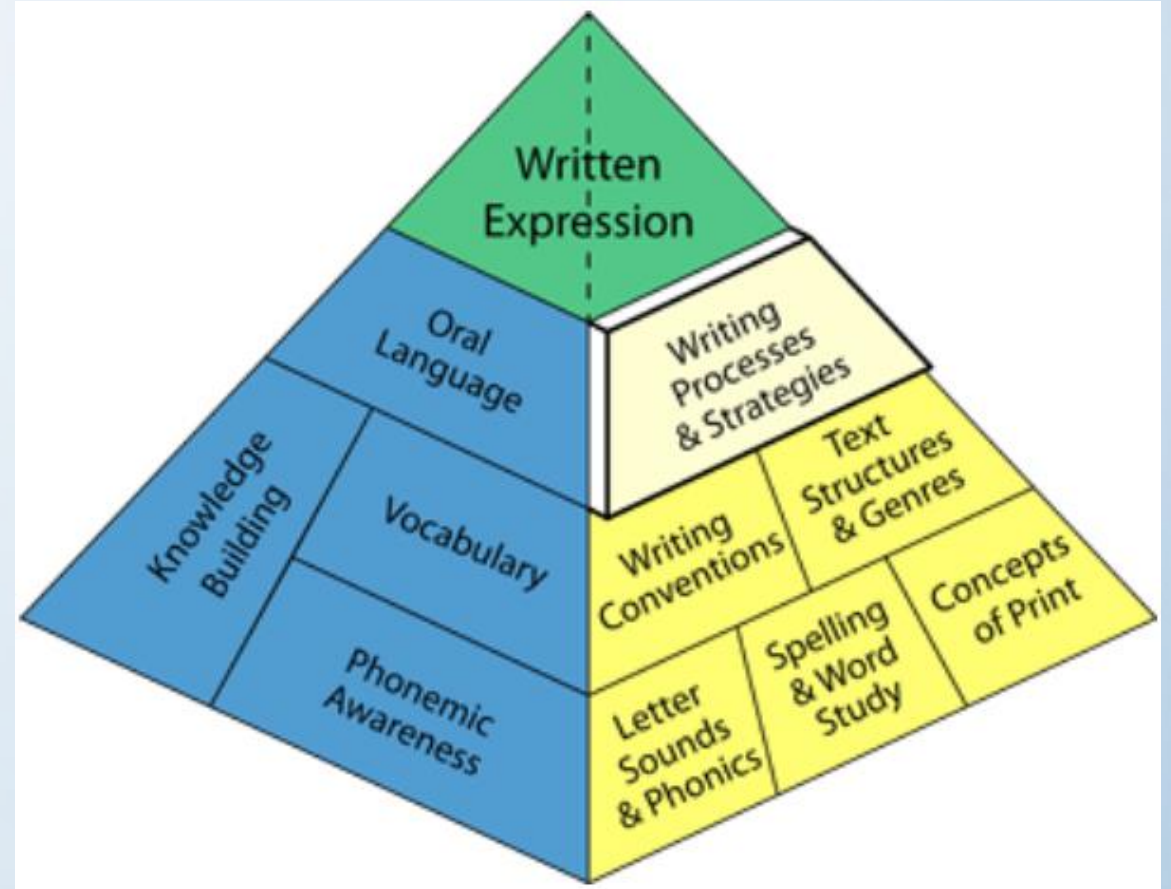 Written
Expression
Oral
Language
Writing
Processes
& Strategies
Knowledge
Building
Vocabulary
Phonemic
Awareness
Text
Structures
& Genres
Writing
Conventions
Concepts
of Print
Spelling
& Word
Study
Letter
Sounds
& Phonics